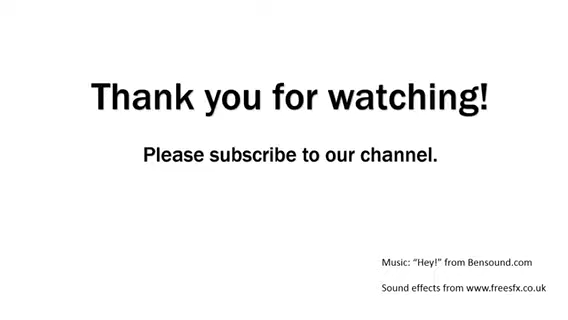 Thank you for watching!
Please subscribe to our channel.
Music: “Hey!” from Bensound.com
Sound effects from www.freesfx.co.uk